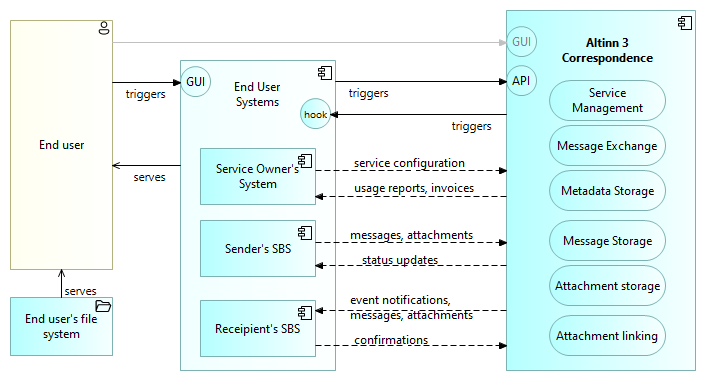 End user
triggers
serves
serves
End user's file
system
GUI
End User
Systems
hook
Service Owner's
System
Sender's SBS
Receipient's SBS
triggers
triggers
service configuration
usage reports, invoices
messages, attachments
status updates
event notifications,
messages, attachments
confirmations
GUI
API
Altinn 3
Correspondence
Service
Management
Message Exchange
Metadata Storage
Message Storage
Attachment storage
Attachment linking